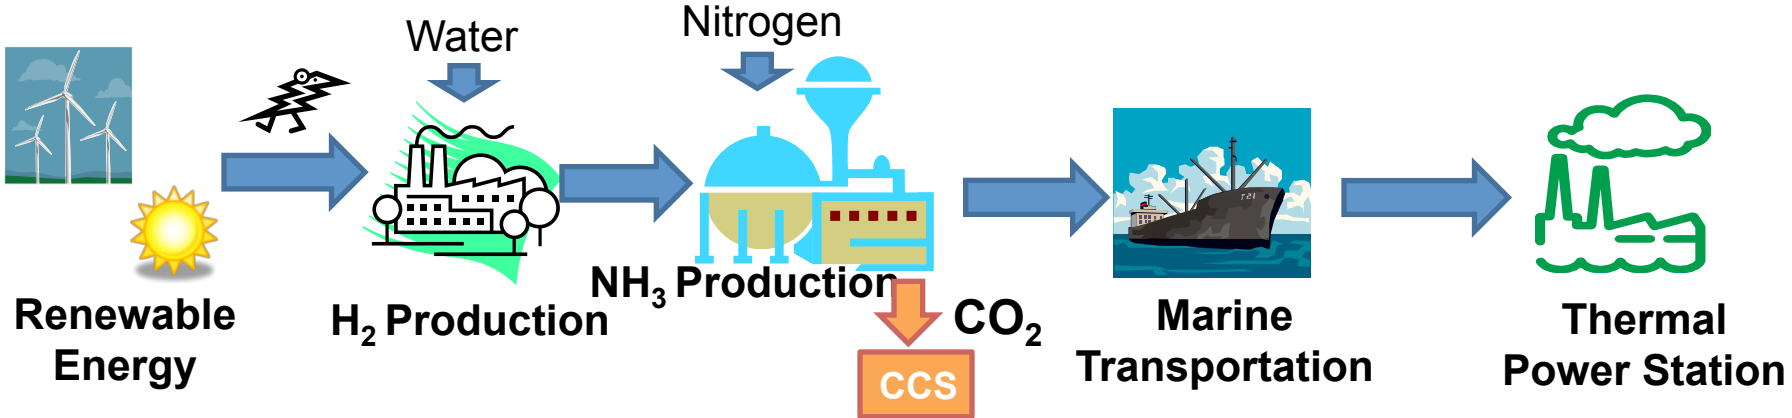 Water
Nitrogen
Renewable
Energy
H₂ Production
NH₃ Production
CO₂
CCS
Marine
Transportation
Thermal
Power Station